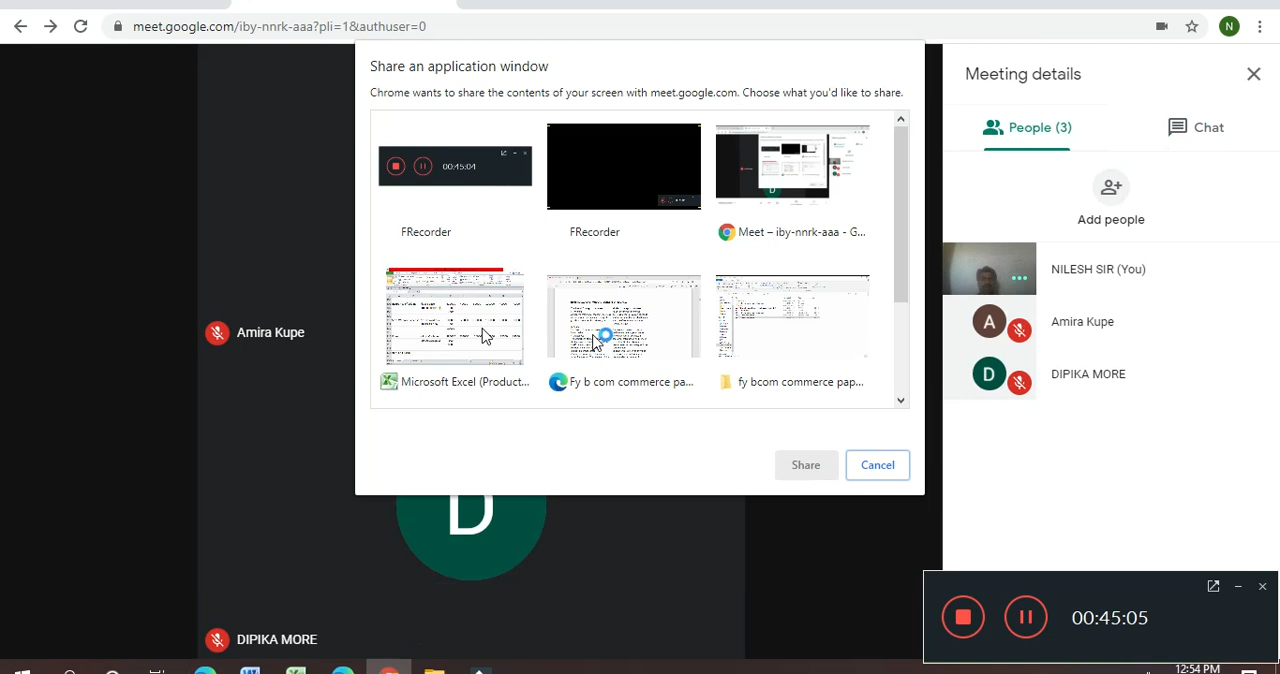 meet.google.com/iby-nnrk-aaa?pli=1&authuser=0
N
Share an application window
Chrome wants to share the contents of your screen with meet.google.com. Choose what you'd like to share.
00:45:04
FRecorder
FRecorder
Meet – iby-nnrk-aaa - G...
Microsoft Excel (Product...
Fy b com commerce pa...
fy bcom commerce pap...
Share
Cancel
Amira Kupe
D
DIPIKA MORE
Meeting details
People (3)
Chat
Add people
NILESH SIR (You)
A
Amira Kupe
D
DIPIKA MORE
00:45:05
12:54 PM